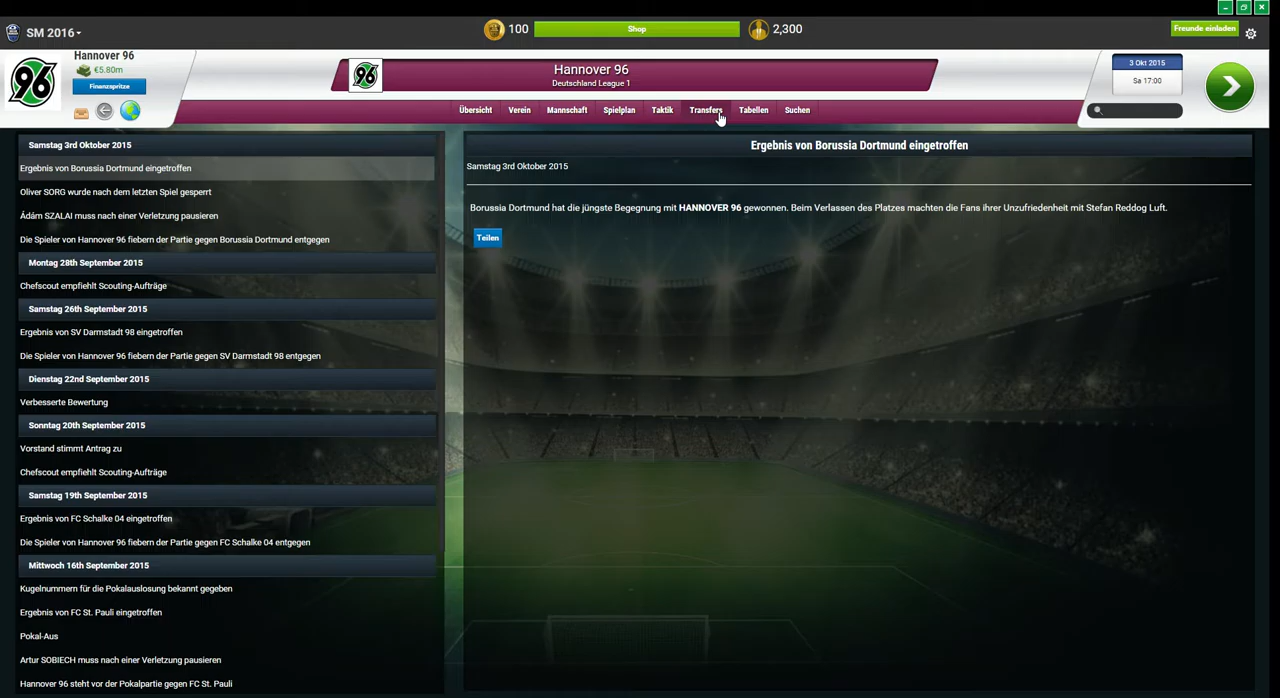 SM 2016
100
Shop
2,300
Freunde einladen
Hannover 96
€5.80m
Finanzspritze
96
96
Hannover 96
Deutschland League 1
3 Okt 2015
Sa 17:00
Übersicht Verein Mannschaft Spielplan Taktik Transfers Tabellen Suchen
Samstag 3rd Oktober 2015
Ergebnis von Borussia Dortmund eingetroffen
Oliver SORG wurde nach dem letzten Spiel gesperrt
Ádám SZALAI muss nach einer Verletzung pausieren
Die Spieler von Hannover 96 fiebern der Partie gegen Borussia Dortmund entgegen
Montag 28th September 2015
Chefscout empfiehlt Scouting-Aufträge
Samstag 26th September 2015
Ergebnis von SV Darmstadt 98 eingetroffen
Die Spieler von Hannover 96 fiebern der Partie gegen SV Darmstadt 98 entgegen
Dienstag 22nd September 2015
Verbesserte Bewertung
Sonntag 20th September 2015
Vorstand stimmt Antrag zu
Chefscout empfiehlt Scouting-Aufträge
Samstag 19th September 2015
Ergebnis von FC Schalke 04 eingetroffen
Die Spieler von Hannover 96 fiebern der Partie gegen FC Schalke 04 entgegen
Mittwoch 16th September 2015
Kugelnummern für die Pokalauslosung bekannt gegeben
Ergebnis von FC St. Pauli eingetroffen
Pokal-Aus
Artur SOBIECH muss nach einer Verletzung pausieren
Hannover 96 steht vor der Pokalpartie gegen FC St. Pauli
Ergebnis von Borussia Dortmund eingetroffen
Samstag 3rd Oktober 2015
Borussia Dortmund hat die jüngste Begegnung mit HANNOVER 96 gewonnen. Beim Verlassen des Platzes machten die Fans ihrer Unzufriedenheit mit Stefan Reddog Luft.
Teilen